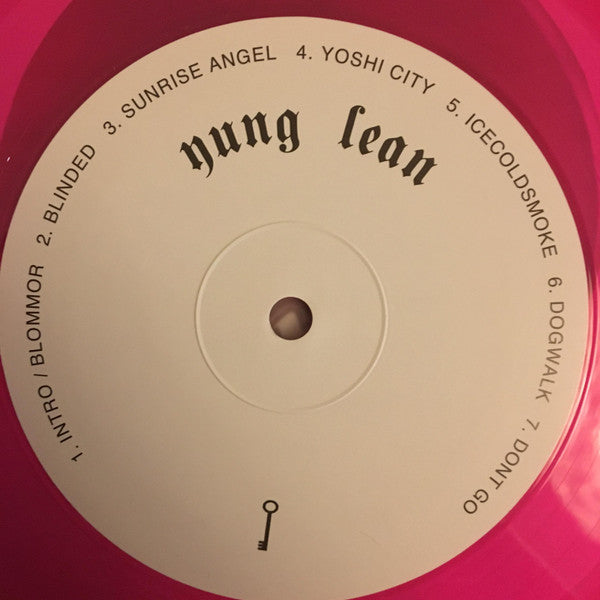 yung lean
1. INTRO / BLOMMOR 2. BLINDED 3. SUNRISE ANGEL 4. YOSHI CITY 5. ICECOLDSMOKE 6. DOGWALK 7. DONT GO